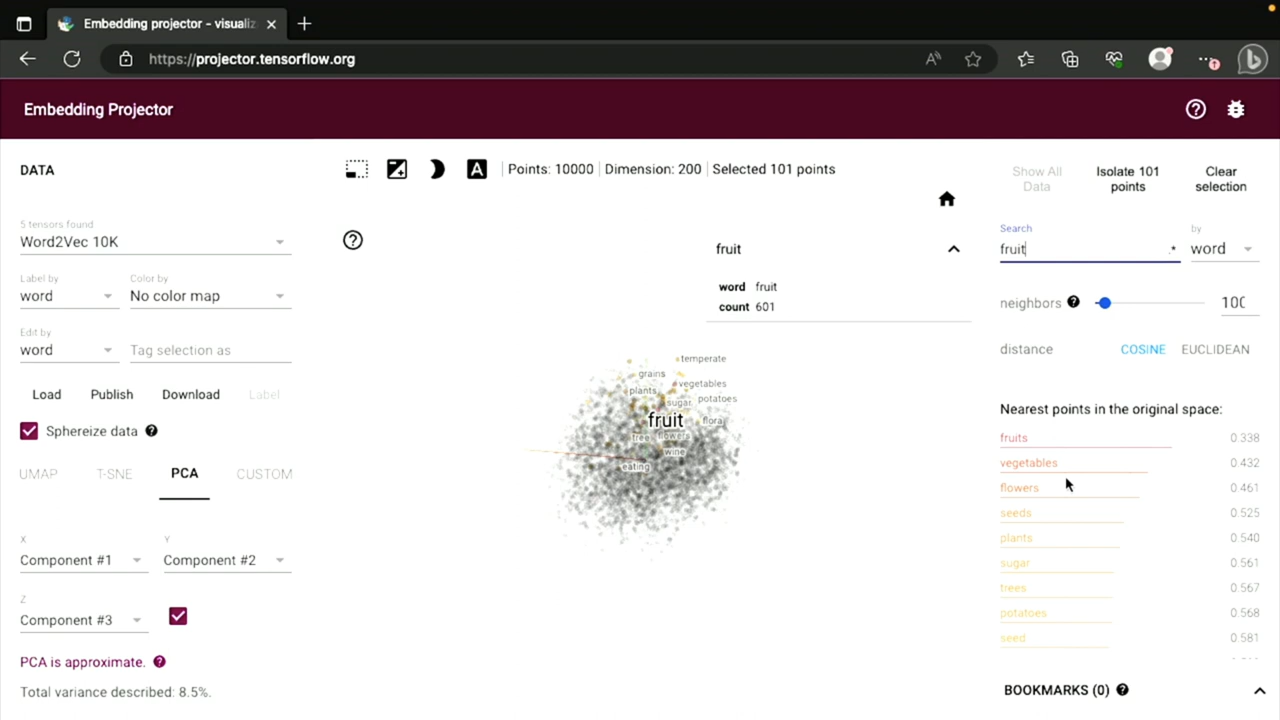 Embedding projector - visualiz
https://projector.tensorflow.org
Embedding Projector
DATA
5 tensors found
Word2Vec 10K
Label by
Color by
word
No color map
Edit by
word
Tag selection as
Load
Publish
Download
Label
Sphereize data
UMAP
T-SNE
PCA
CUSTOM
X
Y
Component #1
Component #2
Z
Component #3
PCA is approximate.
Total variance described: 8.5%.
A
Points: 10000
Dimension: 200
Selected 101 points
fruit
word fruit
count 601
temperate
grains
vegetables
plants
potatoes
sugar
fruit
flora
tree
flowers
wine
eating
Show All Data
Isolate 101 points
Clear selection
Search
by
fruit
.*
word
neighbors
100
distance
COSINE
EUCLIDEAN
Nearest points in the original space:
fruits 0.338
vegetables 0.432
flowers 0.461
seeds 0.525
plants 0.540
sugar 0.561
trees 0.567
potatoes 0.568
seed 0.581
BOOKMARKS (0)